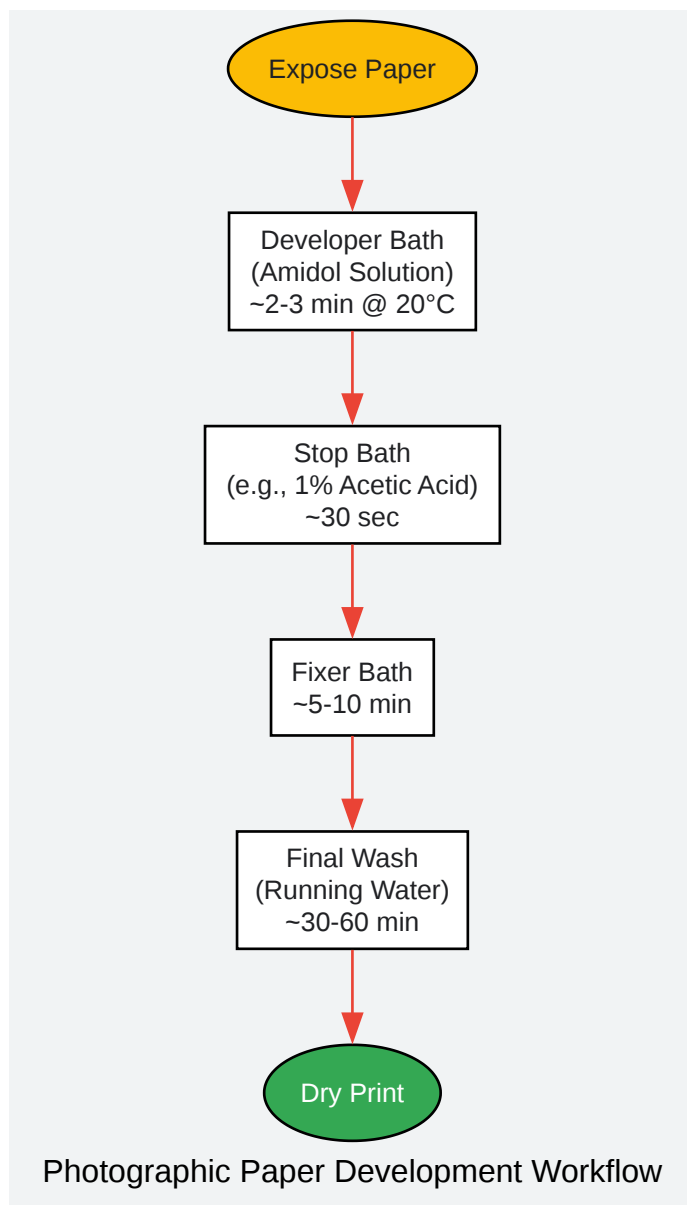 Expose Paper
Developer Bath
(Amidol Solution)
~2-3 min @ 20°C
Stop Bath
(e.g., 1% Acetic Acid)
~30 sec
Fixer Bath
~5-10 min
Final Wash
(Running Water)
~30-60 min
Dry Print
Photographic Paper Development Workflow